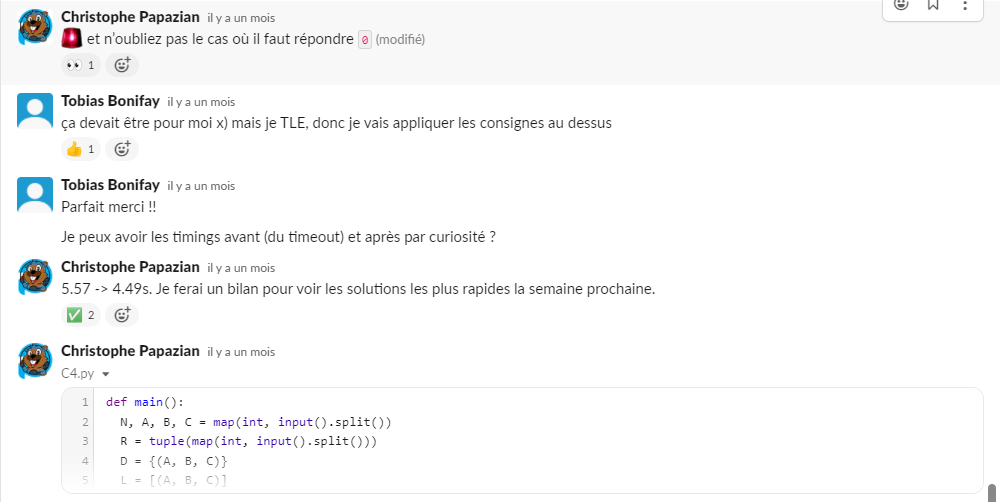 Christophe Papazian il y a un mois
🚨 et n'oubliez pas le cas où il faut répondre 0 (modifié)
👀 1
Tobias Bonifay il y a un mois
ça devait être pour moi x) mais je TLE, donc je vais appliquer les consignes au dessus
👍 1
Tobias Bonifay il y a un mois
Parfait merci !!
Je peux avoir les timings avant (du timeout) et après par curiosité ?
Christophe Papazian il y a un mois
5.57 -> 4.49s. Je ferai un bilan pour voir les solutions les plus rapides la semaine prochaine.
✅ 2
Christophe Papazian il y a un mois
C4.py
1 def main():
2 N, A, B, C = map(int, input().split())
3 R = tuple(map(int, input().split()))
4 D = {(A, B, C)}
5 L = [(A, B, C)]